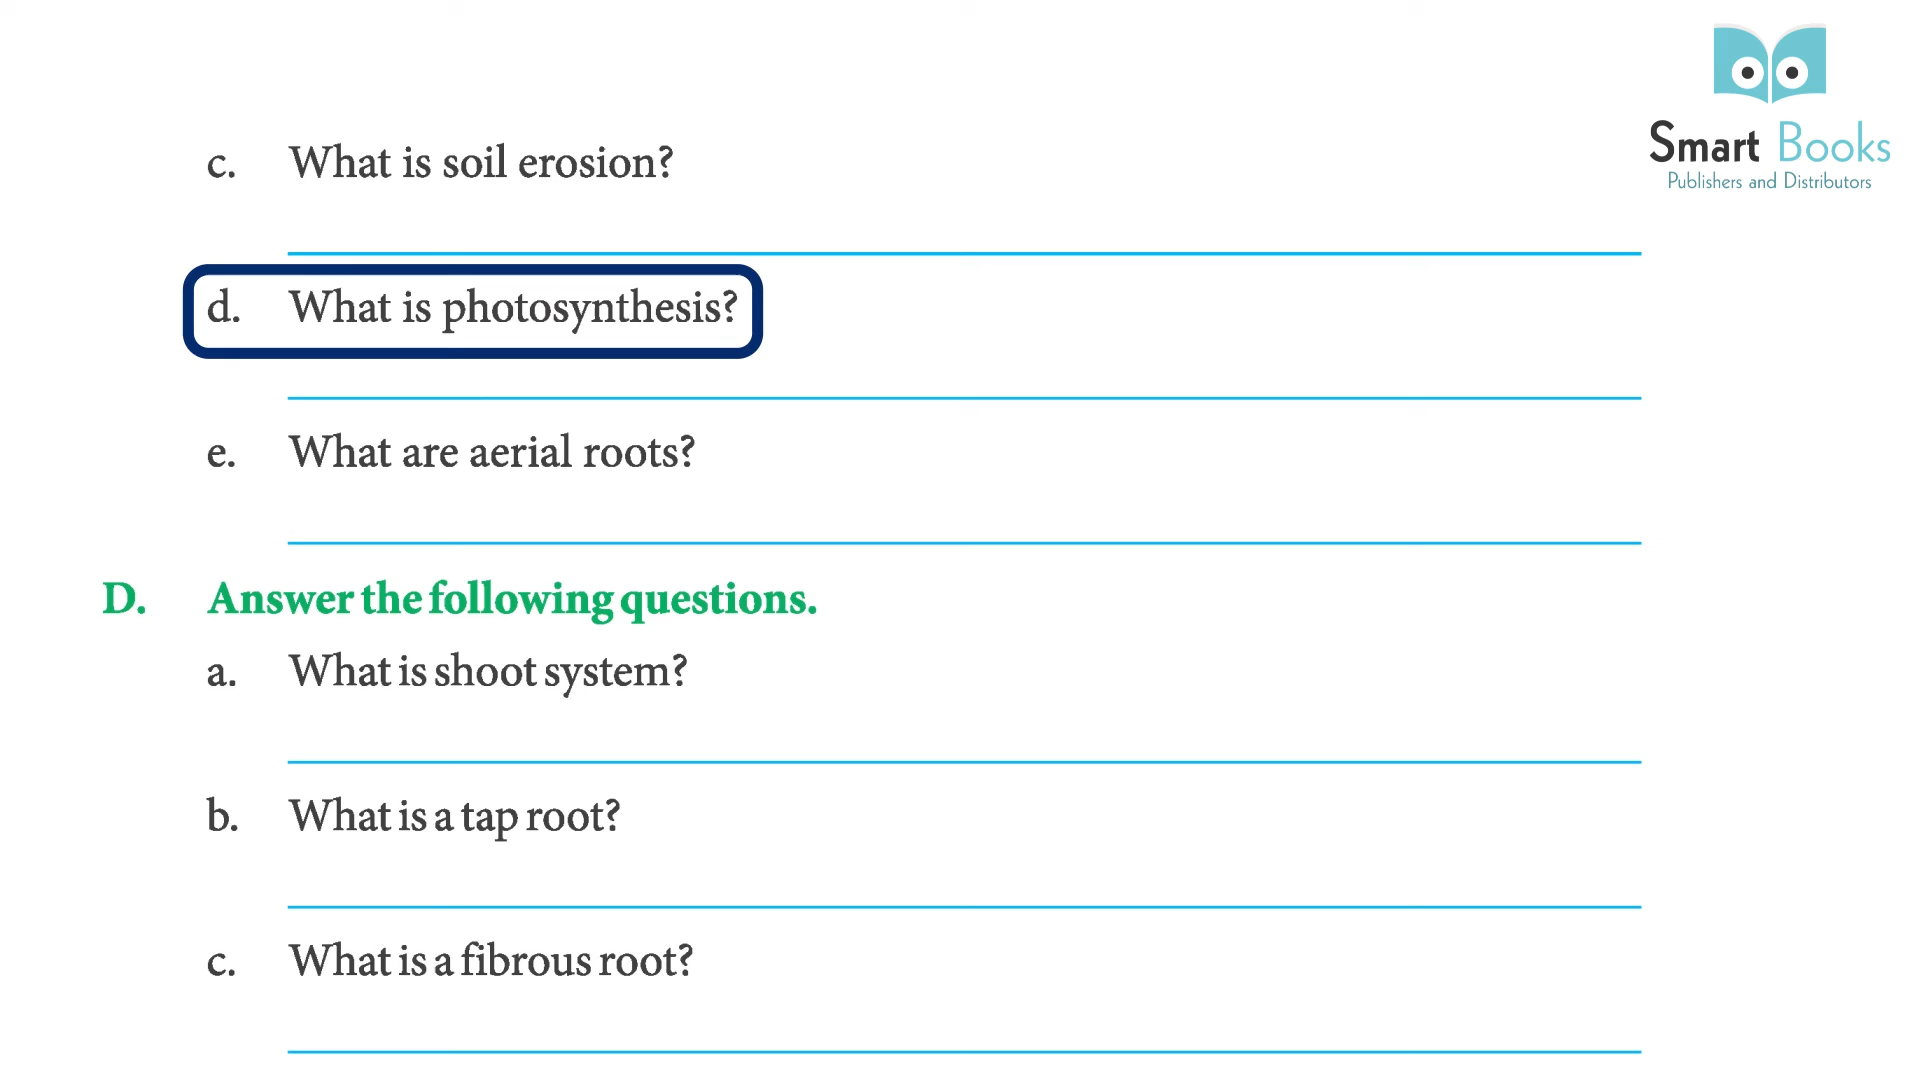 Smart Books
Publishers and Distributors
c. What is soil erosion?
d. What is photosynthesis?
e. What are aerial roots?
D. Answer the following questions.
a. What is shoot system?
b. What is a tap root?
c. What is a fibrous root?